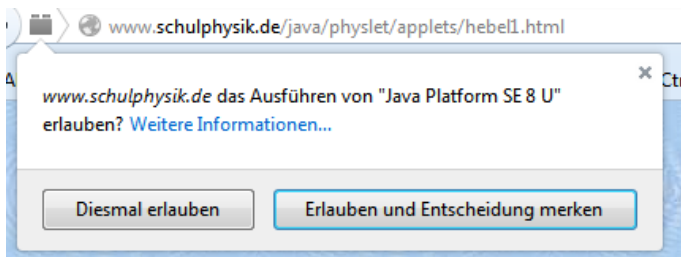 www.schulphysik.de/java/physlet/applets/hebel1.html
www.schulphysik.de das Ausführen von "Java Platform SE 8 U"
erlauben? Weitere Informationen...
Diesmal erlauben
Erlauben und Entscheidung merken